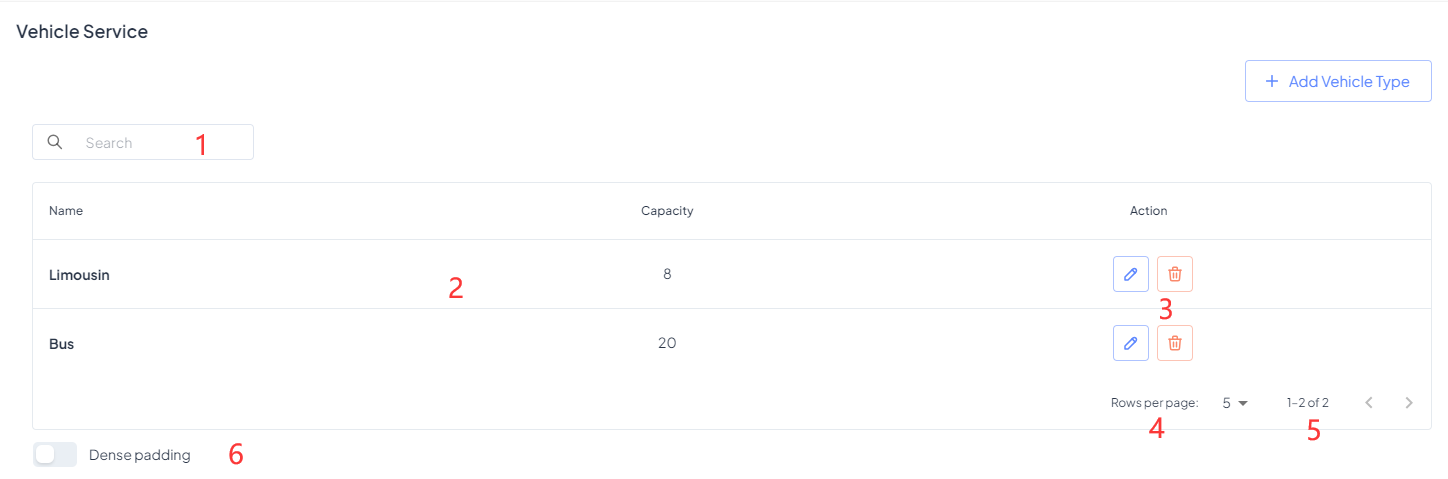 Vehicle Service
+ Add Vehicle Type
Search 1
Name Capacity Action
Limousin 8
2
3
Bus 20
Rows per page: 5 1–2 of 2
4 5
Dense padding 6